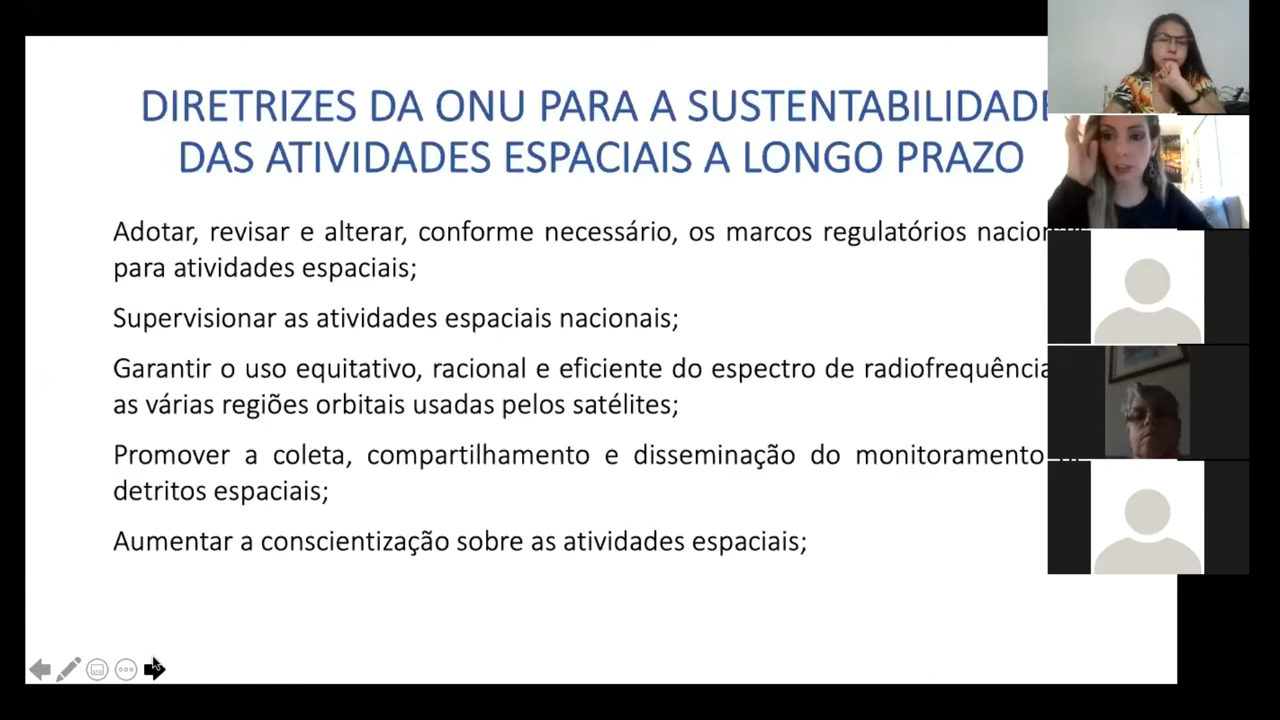 DIRETRIZES DA ONU PARA A SUSTENTABILIDADE
DAS ATIVIDADES ESPACIAIS A LONGO PRAZO
Adotar, revisar e alterar, conforme necessário, os marcos regulatórios
para atividades espaciais;
Supervisionar as atividades espaciais nacionais;
Garantir o uso equitativo, racional e eficiente do espectro de radiofrequência
as várias regiões orbitais usadas pelos satélites;
Promover a coleta, compartilhamento e disseminação do monitoramento
detritos espaciais;
Aumentar a conscientização sobre as atividades espaciais;